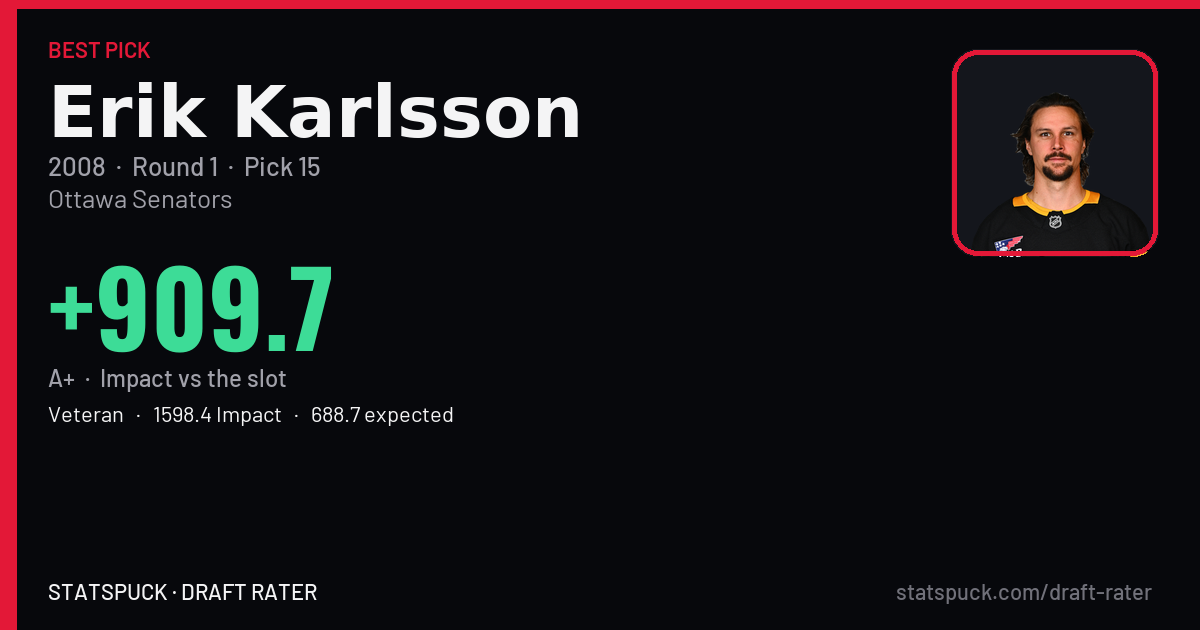 BEST PICK
Erik Karlsson
2008 · Round 1 · Pick 15
Ottawa Senators
+909.7
A+ · Impact vs the slot
Veteran · 1598.4 Impact · 688.7 expected
STATSPUCK · DRAFT RATER
statspuck.com/draft-rater